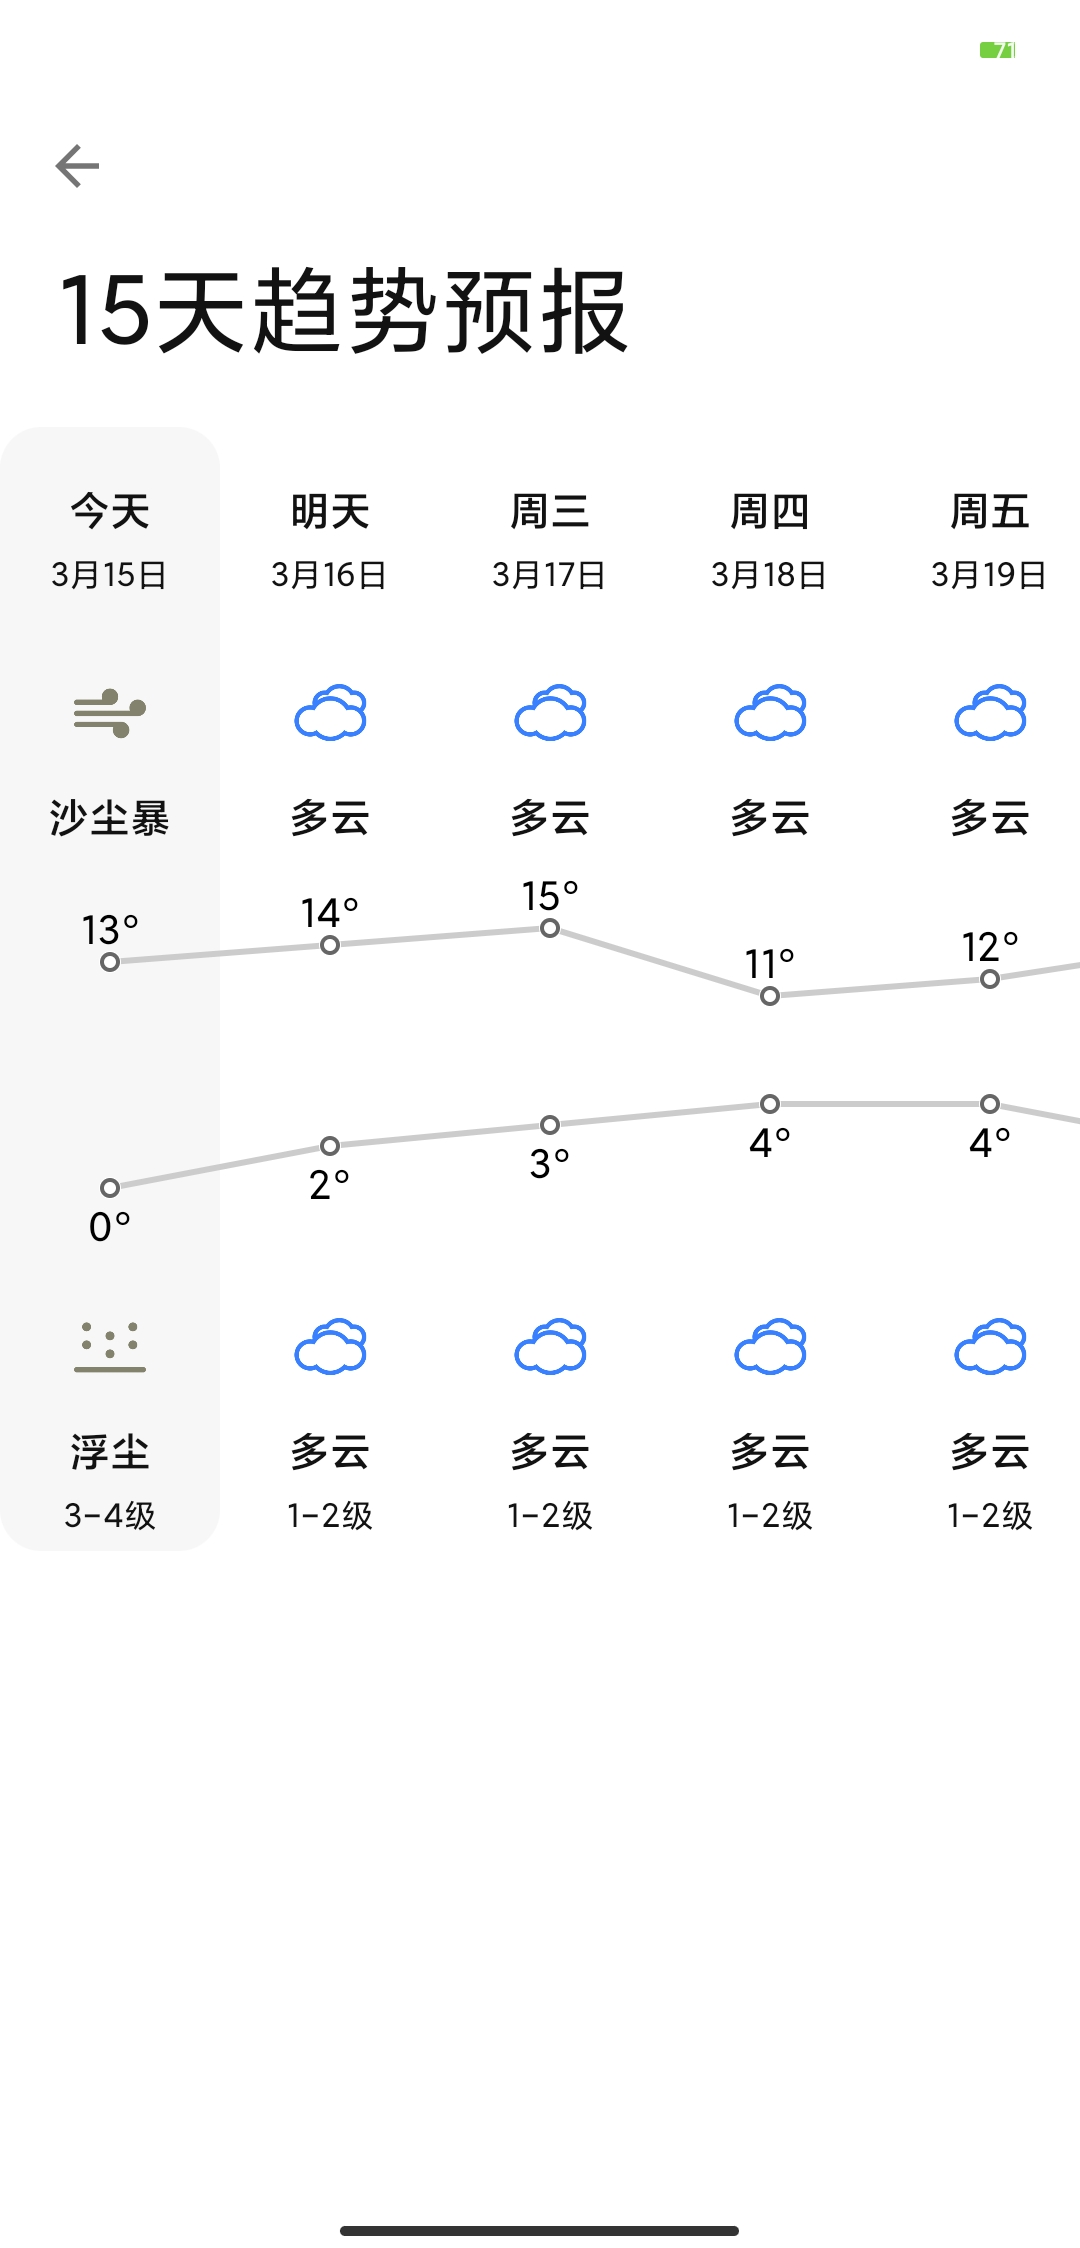 71
15天趋势预报
今天 明天 周三 周四 周五
3月15日 3月16日 3月17日 3月18日 3月19日
沙尘暴 多云 多云 多云 多云
13° 14° 15° 11° 12°
0° 2° 3° 4° 4°
浮尘 多云 多云 多云 多云
3-4级 1-2级 1-2级 1-2级 1-2级